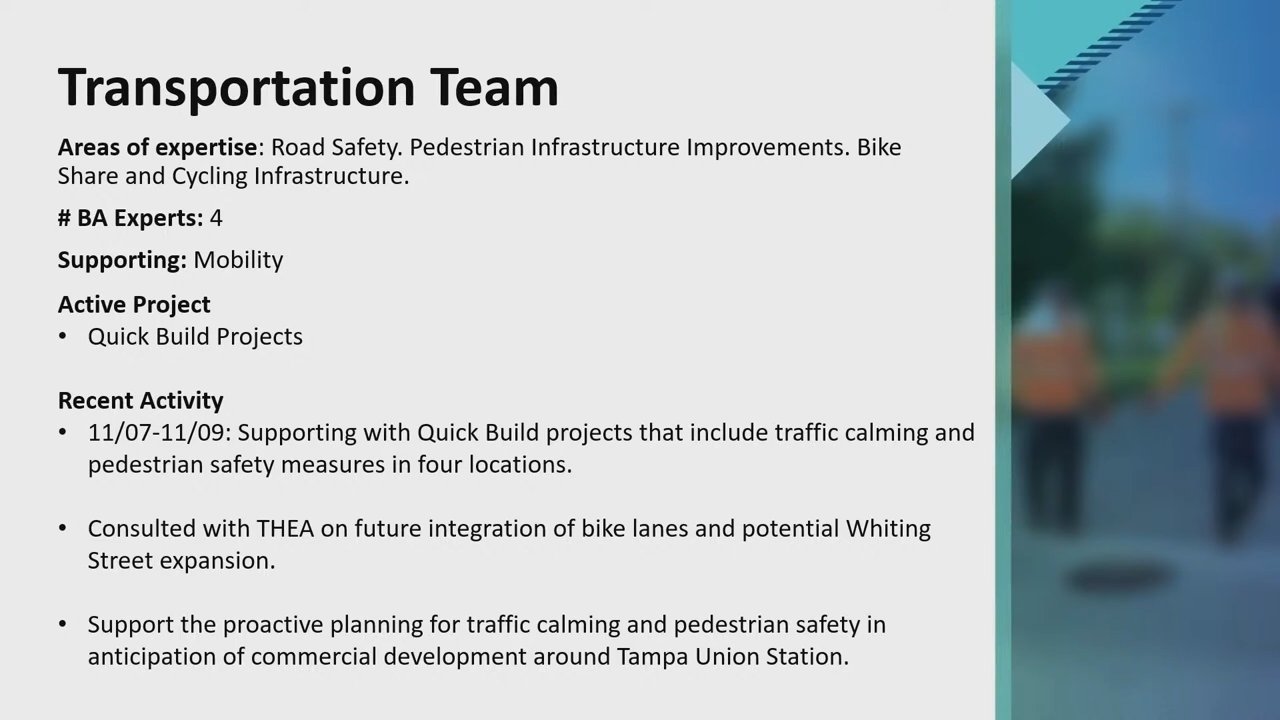 Transportation Team
Areas of expertise: Road Safety. Pedestrian Infrastructure Improvements. Bike
Share and Cycling Infrastructure.
# BA Experts: 4
Supporting: Mobility
Active Project
• Quick Build Projects
Recent Activity
• 11/07-11/09: Supporting with Quick Build projects that include traffic calming and
pedestrian safety measures in four locations.
• Consulted with THEA on future integration of bike lanes and potential Whiting
Street expansion.
• Support the proactive planning for traffic calming and pedestrian safety in
anticipation of commercial development around Tampa Union Station.